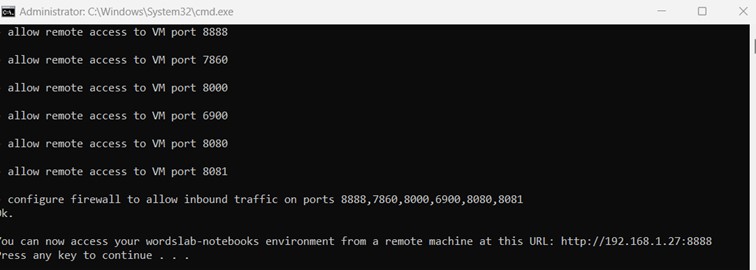 Administrator: C:\Windows\System32\cmd.exe
allow remote access to VM port 8888
allow remote access to VM port 7860
allow remote access to VM port 8000
allow remote access to VM port 6900
allow remote access to VM port 8080
allow remote access to VM port 8081
configure firewall to allow inbound traffic on ports 8888,7860,8000,6900,8080,8081
Ok.
You can now access your wordslab-notebooks environment from a remote machine at this URL: http://192.168.1.27:8888
Press any key to continue . . .